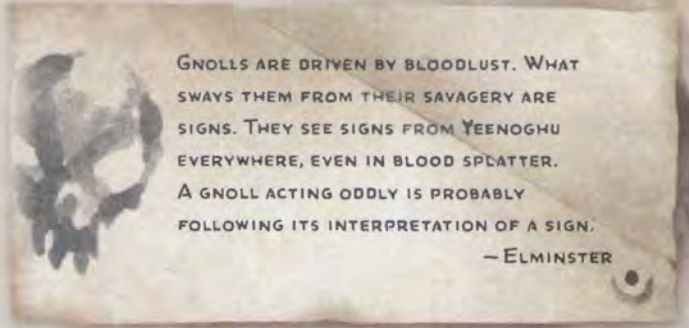 GNOLLS ARE DRIVEN BY BLOODLUST. WHAT
SWAYS THEM FROM THEIR SAVAGERY ARE
SIGNS. THEY SEE SIGNS FROM YEENOGHU
EVERYWHERE, EVEN IN BLOOD SPLATTER.
A GNOLL ACTING ODDLY IS PROBABLY
FOLLOWING ITS INTERPRETATION OF A SIGN.
—ELMINSTER